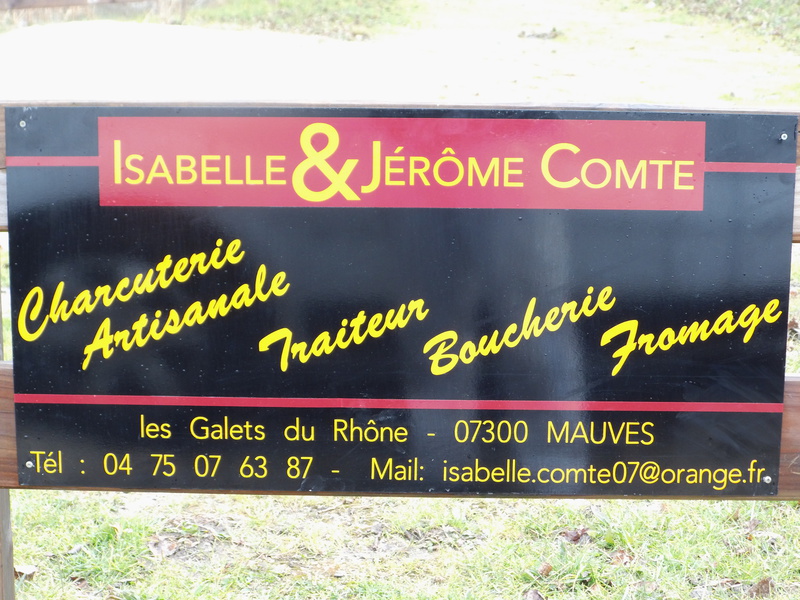 ISABELLE & JÉRÔME COMTE
Charcuterie
Artisanale
Traiteur
Boucherie
Fromage
les Galets du Rhône - 07300 MAUVES
Tél : 04 75 07 63 87 - Mail: isabelle.comte07@orange.fr